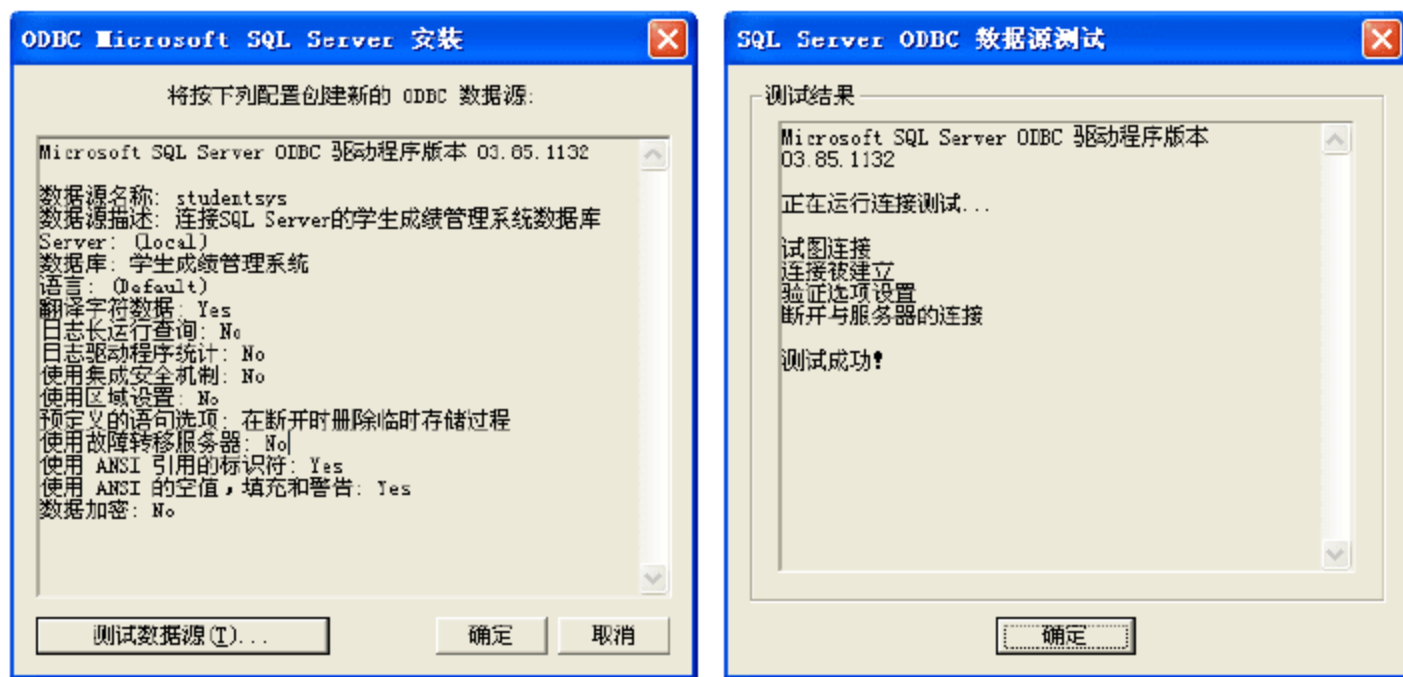 ODBC Microsoft SQL Server 安装
将按下列配置创建新的 ODBC 数据源:
Microsoft SQL Server ODBC 驱动程序版本 03.85.1132
数据源名称: studentsys
数据源描述: 连接SQL Server的学生成绩管理系统数据库
Server: (local)
数据库: 学生成绩管理系统
语言: (Default)
翻译字符数据: Yes
日志长运行查询: No
日志驱动程序统计: No
使用集成安全机制: No
使用区域设置: No
预定义的语句选项: 在断开时删除临时存储过程
使用故障转移服务器: No
使用 ANSI 引用的标识符: Yes
使用 ANSI 的空值，填充和警告: Yes
数据加密: No
测试数据源(T)...
确定
取消
SQL Server ODBC 数据源测试
测试结果
Microsoft SQL Server ODBC 驱动程序版本
03.85.1132
正在运行连接测试...
试图连接
连接被建立
验证选项设置
断开与服务器的连接
测试成功!
确定